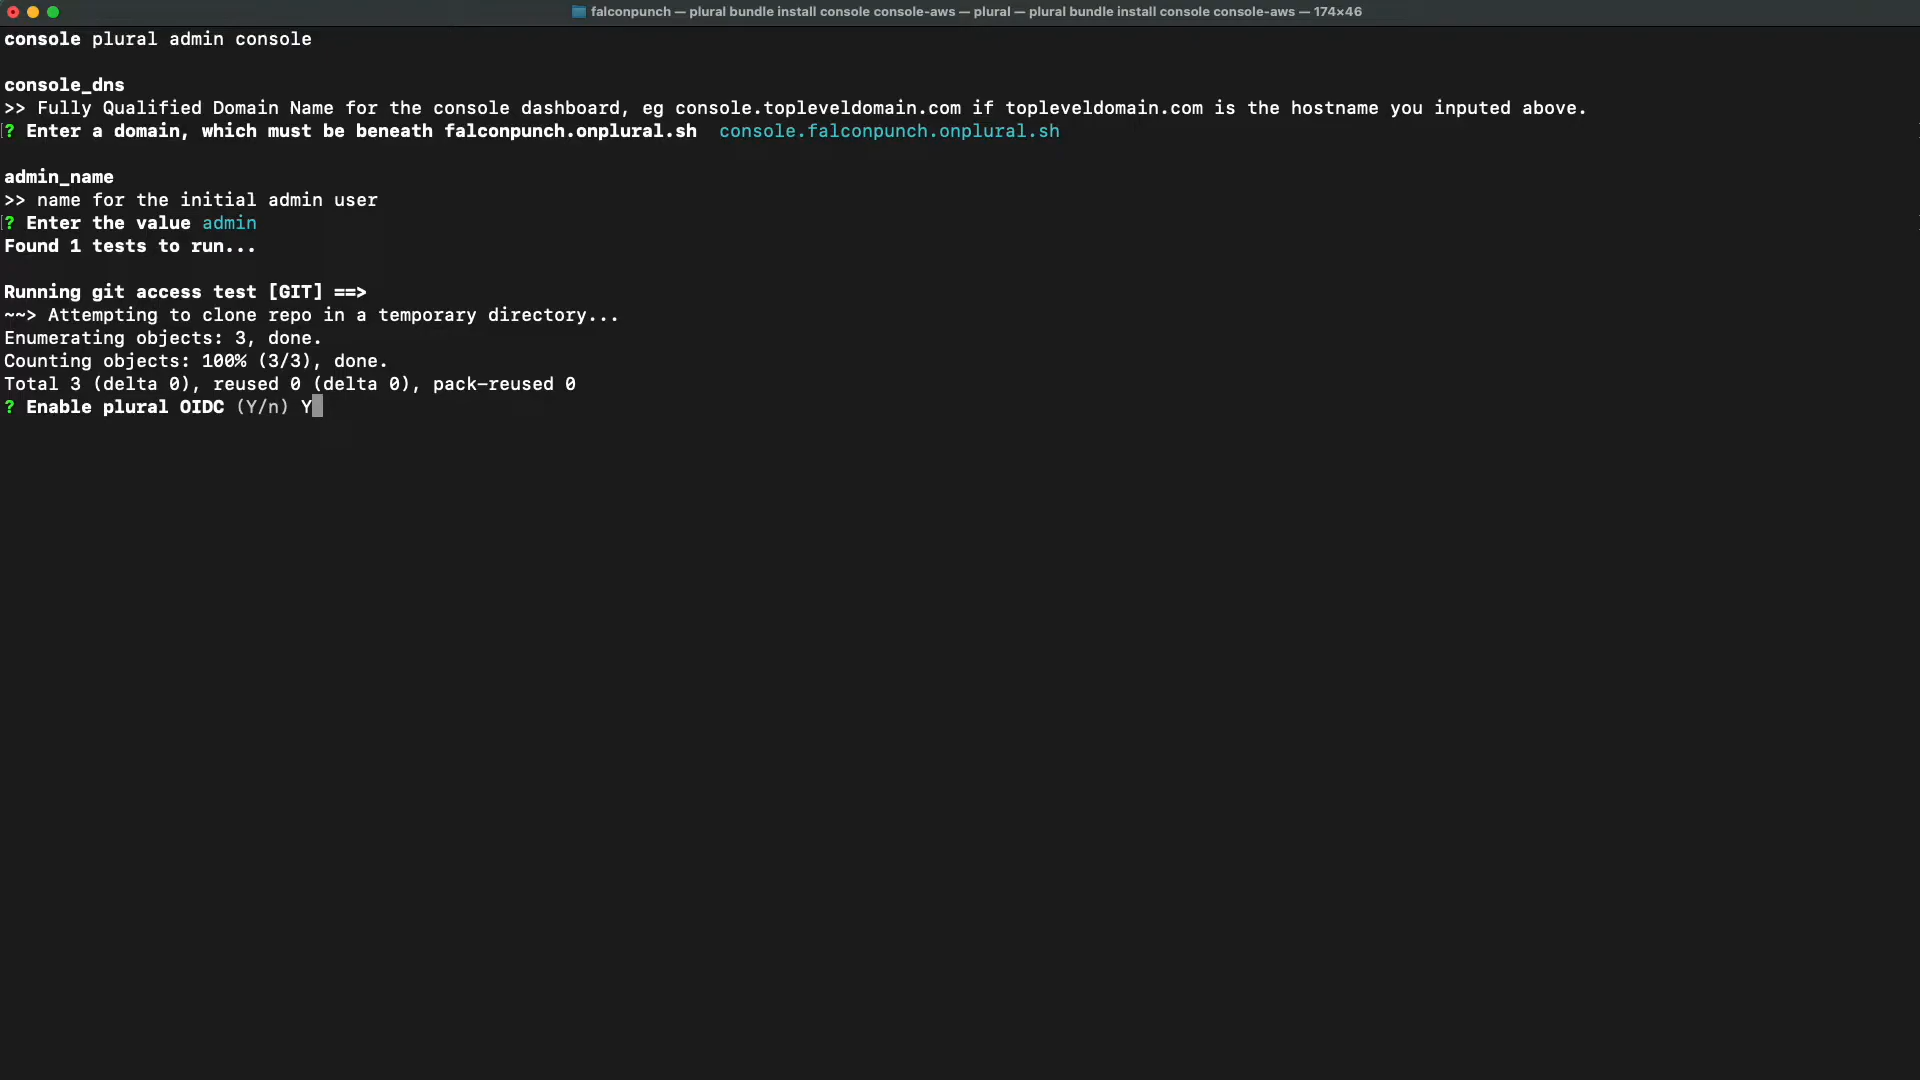 falconpunch — plural bundle install console console-aws — plural — plural bundle install console console-aws — 174×46
console plural admin console
console_dns
>> Fully Qualified Domain Name for the console dashboard, eg console.topleveldomain.com if topleveldomain.com is the hostname you inputed above.
? Enter a domain, which must be beneath falconpunch.onplural.sh  console.falconpunch.onplural.sh
admin_name
>> name for the initial admin user
? Enter the value admin
Found 1 tests to run...
Running git access test [GIT] ==>
~~> Attempting to clone repo in a temporary directory...
Enumerating objects: 3, done.
Counting objects: 100% (3/3), done.
Total 3 (delta 0), reused 0 (delta 0), pack-reused 0
? Enable plural OIDC (Y/n) Y